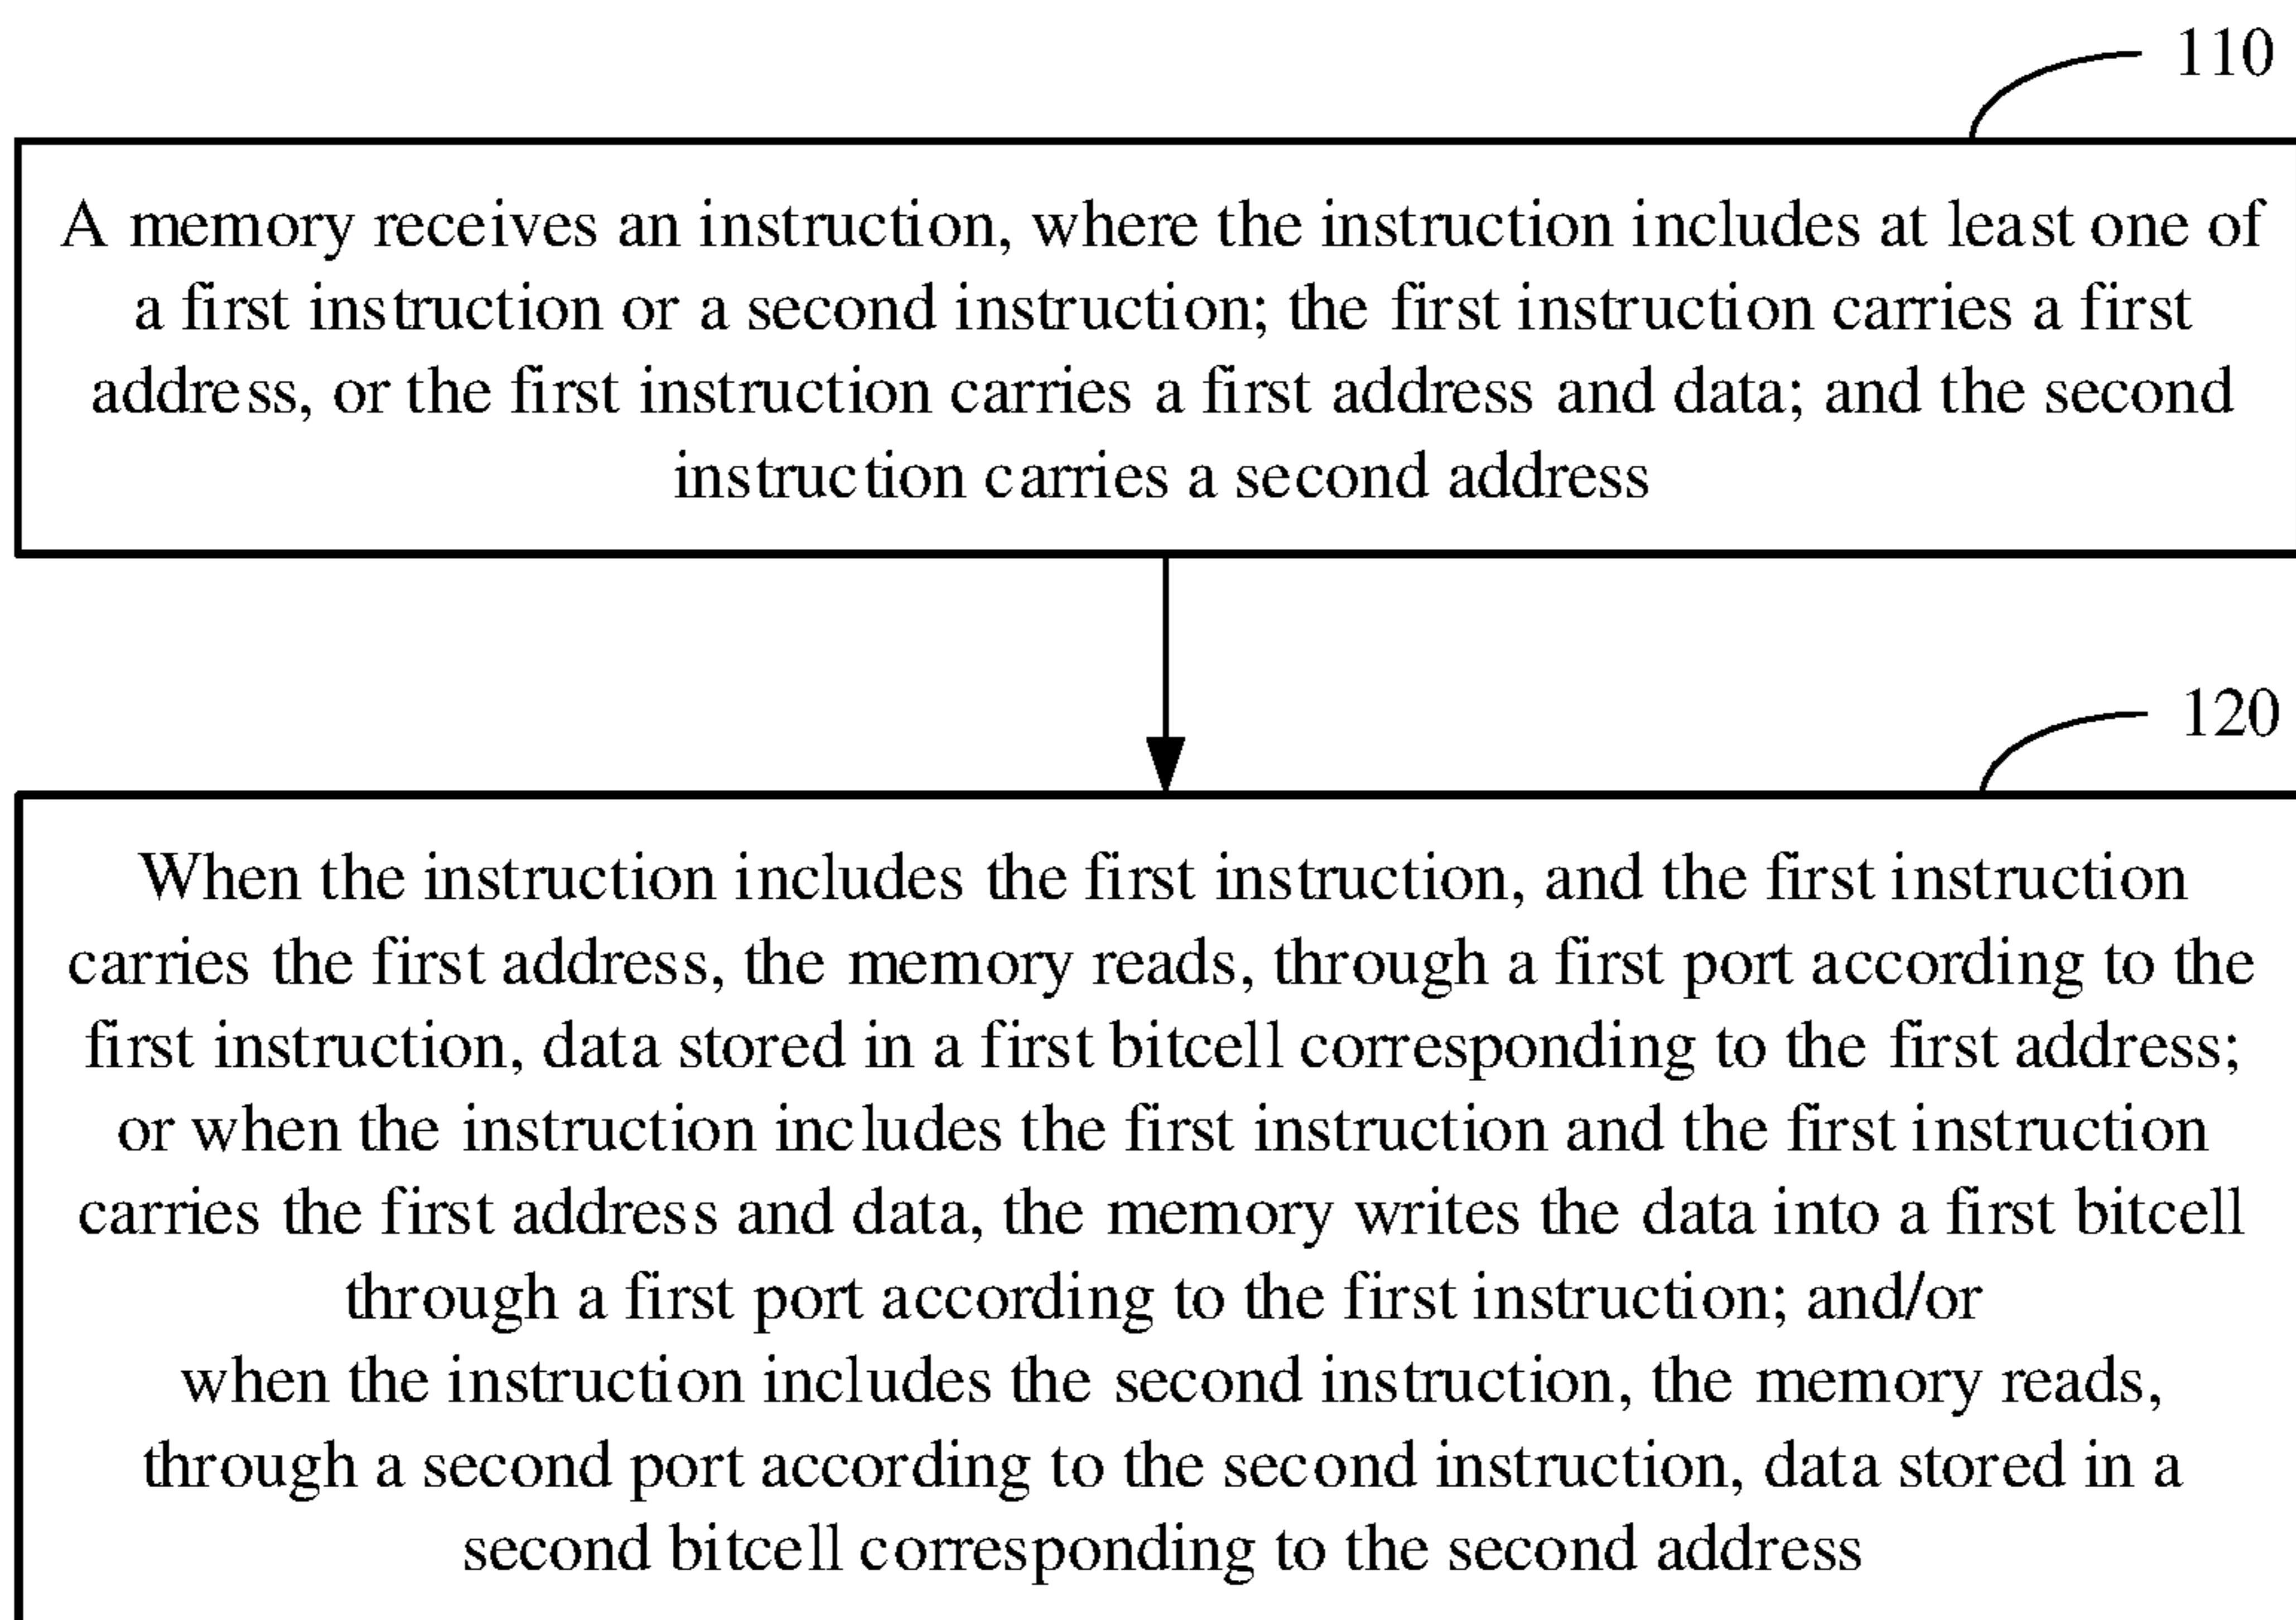 110
A memory receives an instruction, where the instruction includes at least one of
a first instruction or a second instruction; the first instruction carries a first
address, or the first instruction carries a first address and data; and the second
instruction carries a second address
120
When the instruction includes the first instruction, and the first instruction
carries the first address, the memory reads, through a first port according to the
first instruction, data stored in a first bitcell corresponding to the first address;
or when the instruction includes the first instruction and the first instruction
carries the first address and data, the memory writes the data into a first bitcell
through a first port according to the first instruction; and/or
when the instruction includes the second instruction, the memory reads,
through a second port according to the second instruction, data stored in a
second bitcell corresponding to the second address